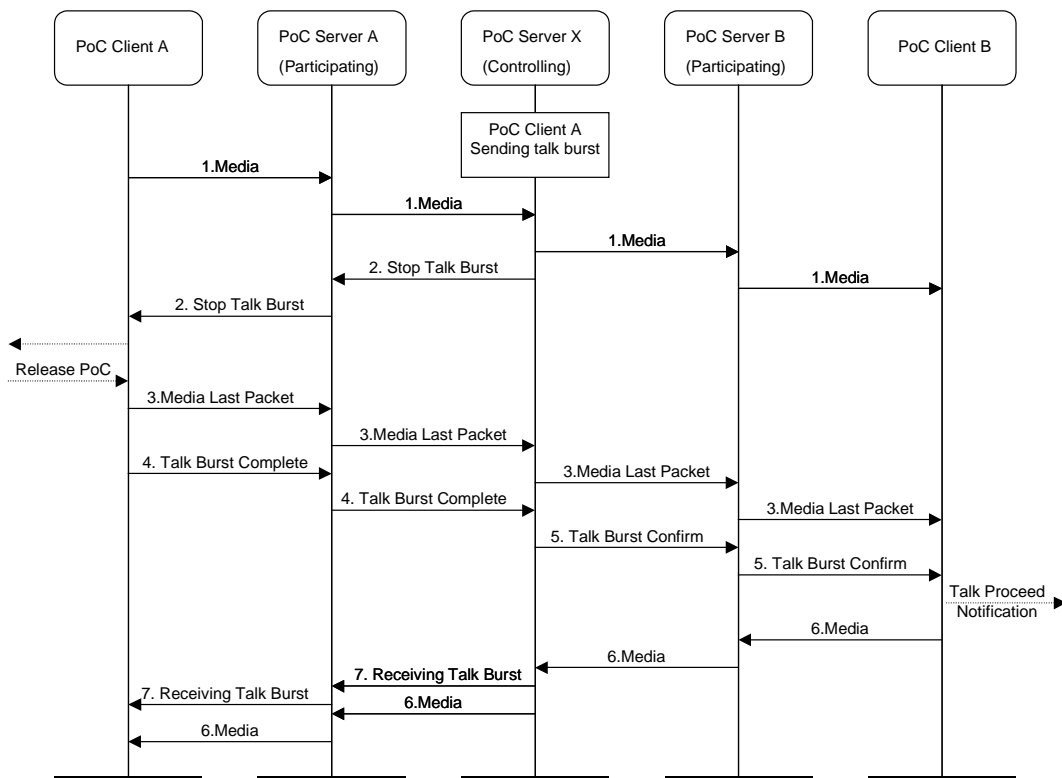 PoC Client A
PoC Server A
(Participating)
PoC Server X
(Controlling)
PoC Server B
(Participating)
PoC Client B
PoC Client A
Sending talk burst
1.Media
1.Media
1.Media
2. Stop Talk Burst
1.Media
2. Stop Talk Burst
Release PoC
3.Media Last Packet
3.Media Last Packet
4. Talk Burst Complete
3.Media Last Packet
4. Talk Burst Complete
3.Media Last Packet
5. Talk Burst Confirm
5. Talk Burst Confirm
Talk Proceed
Notification
6.Media
6.Media
7. Receiving Talk Burst
7. Receiving Talk Burst
6.Media
6.Media